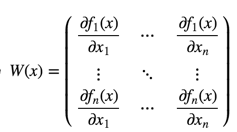 W(x) = ( ∂f₁(x)/∂x₁ ⋯ ∂f₁(x)/∂xₙ
⋮ ⋱ ⋮
∂fₙ(x)/∂x₁ ⋯ ∂fₙ(x)/∂xₙ )